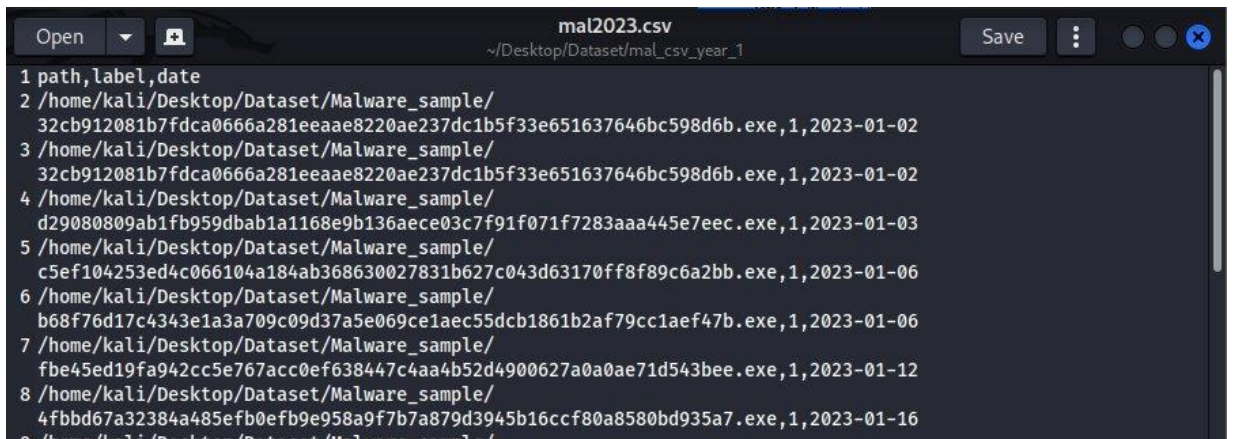 Open
mal2023.csv
~/Desktop/Dataset/mal_csv_year_1
Save
1 path,label,date
2 /home/kali/Desktop/Dataset/Malware_sample/
32cb912081b7fdca0666a281eeaae8220ae237dc1b5f33e651637646bc598d6b.exe,1,2023-01-02
3 /home/kali/Desktop/Dataset/Malware_sample/
32cb912081b7fdca0666a281eeaae8220ae237dc1b5f33e651637646bc598d6b.exe,1,2023-01-02
4 /home/kali/Desktop/Dataset/Malware_sample/
d29080809ab1fb959dbab1a1168e9b136aece03c7f91f071f7283aaa445e7eec.exe,1,2023-01-03
5 /home/kali/Desktop/Dataset/Malware_sample/
c5ef104253ed4c066104a184ab368630027831b627c043d63170ff8f89c6a2bb.exe,1,2023-01-06
6 /home/kali/Desktop/Dataset/Malware_sample/
b68f76d17c4343e1a3a709c09d37a5e069ce1aec55dcb1861b2af79cc1aef47b.exe,1,2023-01-06
7 /home/kali/Desktop/Dataset/Malware_sample/
fbe45ed19fa942cc5e767acc0ef638447c4aa4b52d4900627a0a0ae71d543bee.exe,1,2023-01-12
8 /home/kali/Desktop/Dataset/Malware_sample/
4fbbd67a32384a485efb0efb9e958a9f7b7a879d3945b16ccf80a8580bd935a7.exe,1,2023-01-16